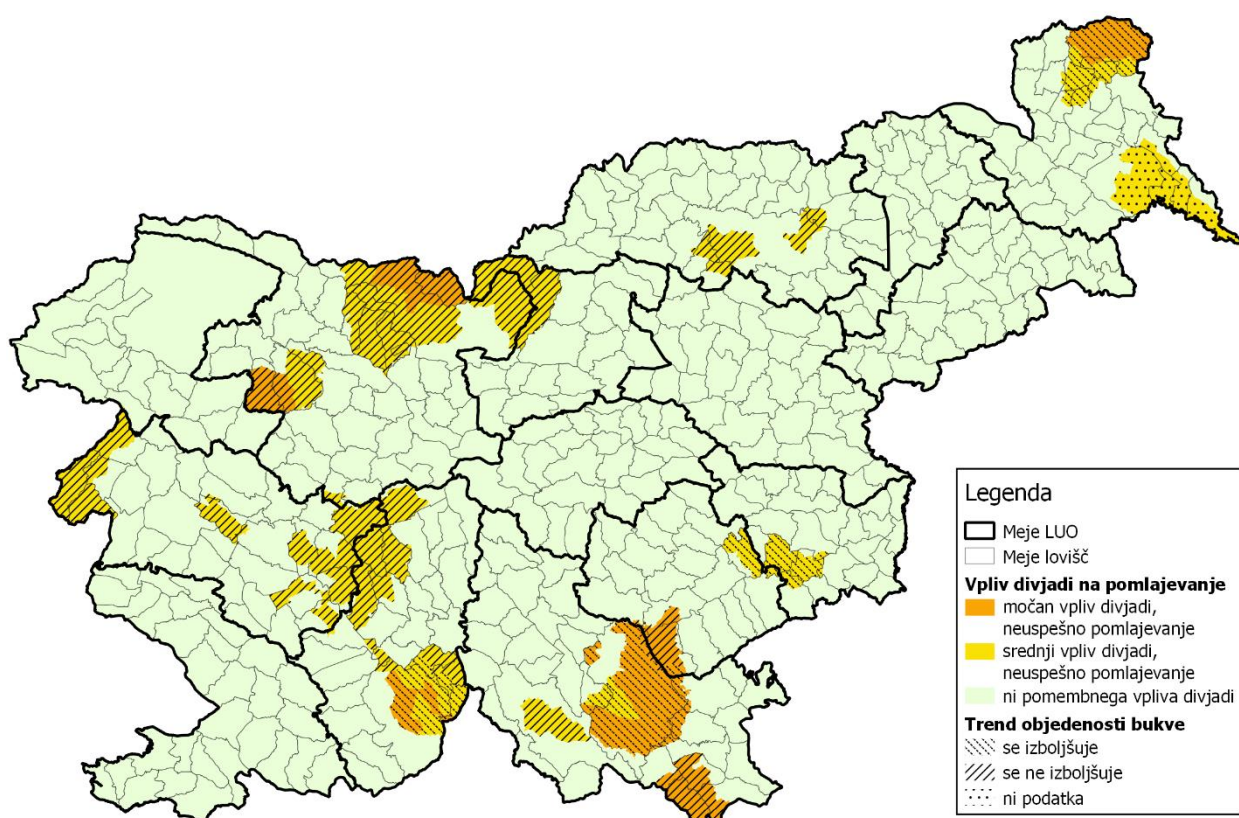 Legenda
Meje LUO
Meje lovišč
Vpliv divjadi na pomlajevanje
močan vpliv divjadi,
neuspešno pomlajevanje
srednji vpliv divjadi,
neuspešno pomlajevanje
ni pomembnega vpliva divjadi
Trend objedenosti bukve
se izboljšuje
se ne izboljšuje
ni podatka